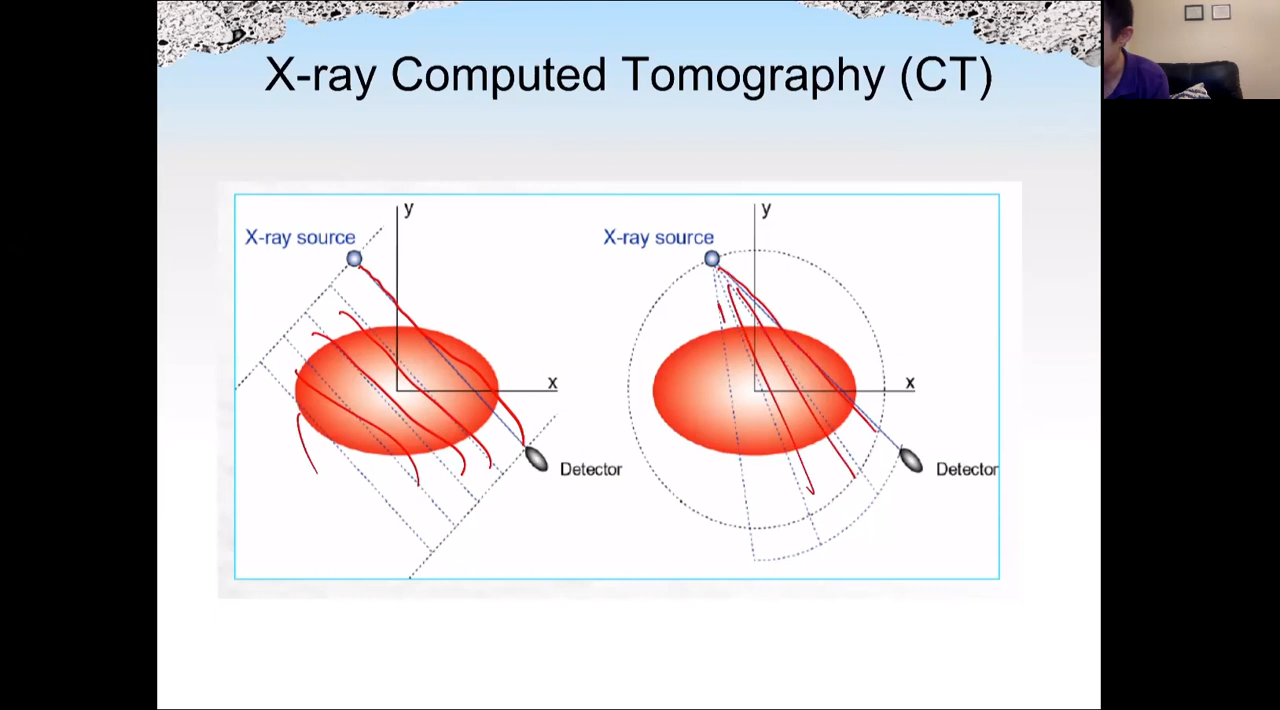 X-ray Computed Tomography (CT)
y
X-ray source
x
Detector
y
X-ray source
x
Detector